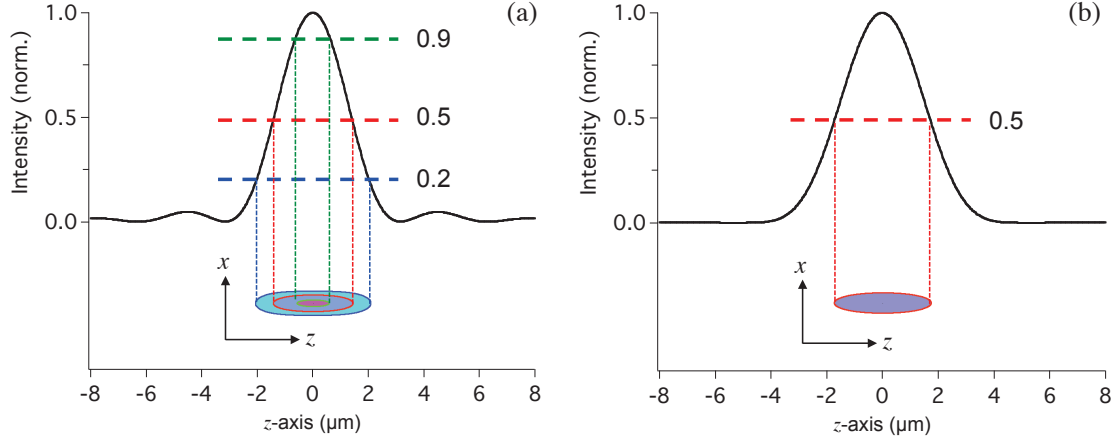 (a)
Intensity (norm.)
1.0
0.5
0.0
0.9
0.5
0.2
x
z
-8 -6 -4 -2 0 2 4 6 8
z-axis (µm)
(b)
Intensity (norm.)
1.0
0.5
0.0
0.5
x
z
-8 -6 -4 -2 0 2 4 6 8
z-axis (µm)